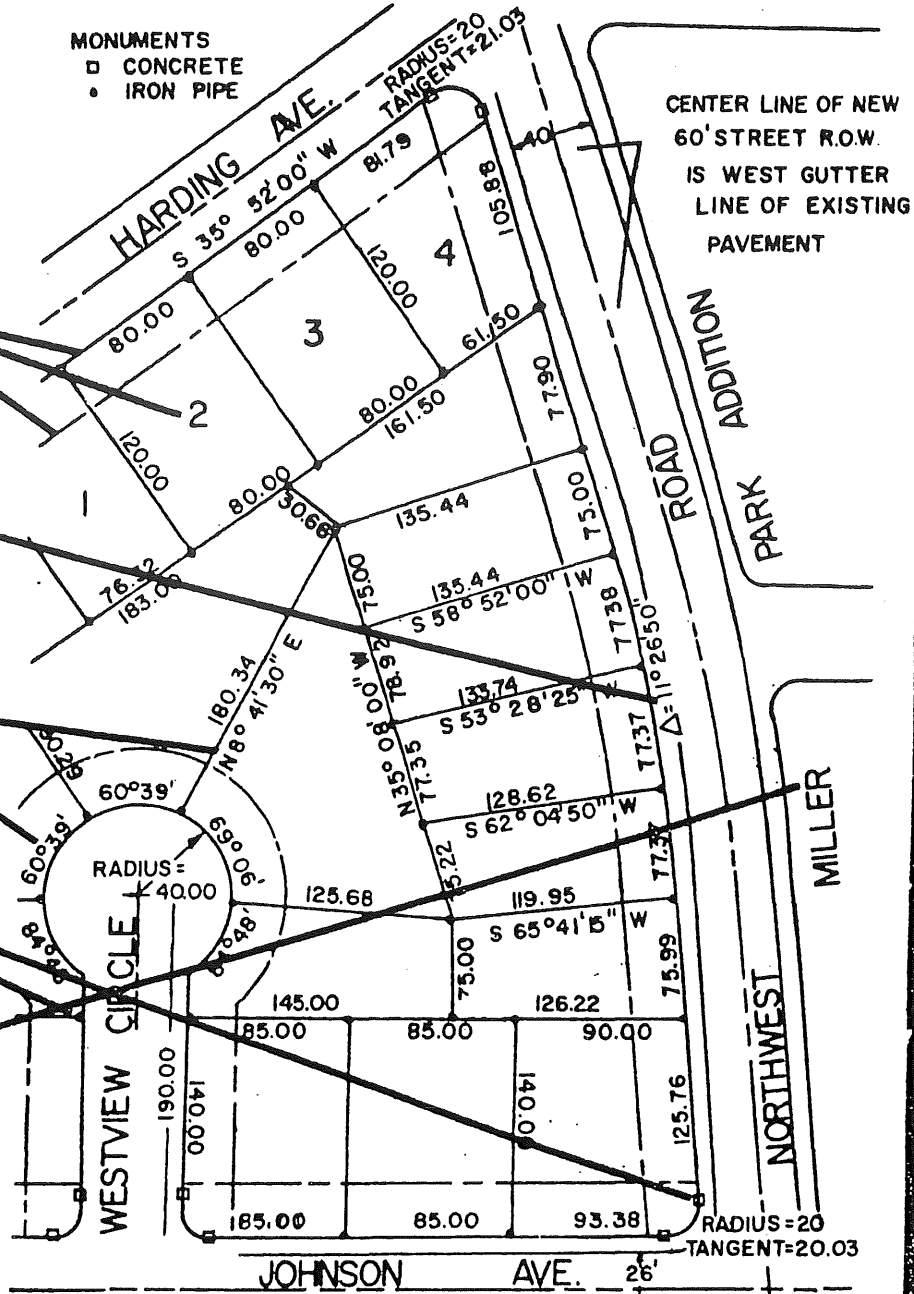 MONUMENTS
CONCRETE
IRON PIPE
HARDING AVE.
RADIUS=20
TANGENT=21.03
CENTER LINE OF NEW
60' STREET R.O.W.
IS WEST GUTTER
LINE OF EXISTING
PAVEMENT
40
S 35° 52'00" W
81.79
80.00
80.00
105.88
4
120.00
3
61.50
2
80.00
161.50
77.90
120.00
1
80.00
30.66
135.44
75.00
ROAD
ADDITION
PARK
183.00
75.00
135.44
S 58° 52'00" W
77.38
78.92
133.74
S 53° 28'25" W
Δ=11°26'50"
180.34
N 8° 41'30" E
N 35° 08'00" W
77.35
77.37
128.62
S 62° 04'50" W
60°39'
60°39'
69°06'
RADIUS=
40.00
125.68
119.95
S 65°41'15" W
MILLER
75.00
75.99
145.00
126.22
85.00
85.00
90.00
WESTVIEW CIRCLE
190.00
140.00
125.76
NORTHWEST
85.00
85.00
93.38
RADIUS=20
TANGENT=20.03
JOHNSON AVE.
26'